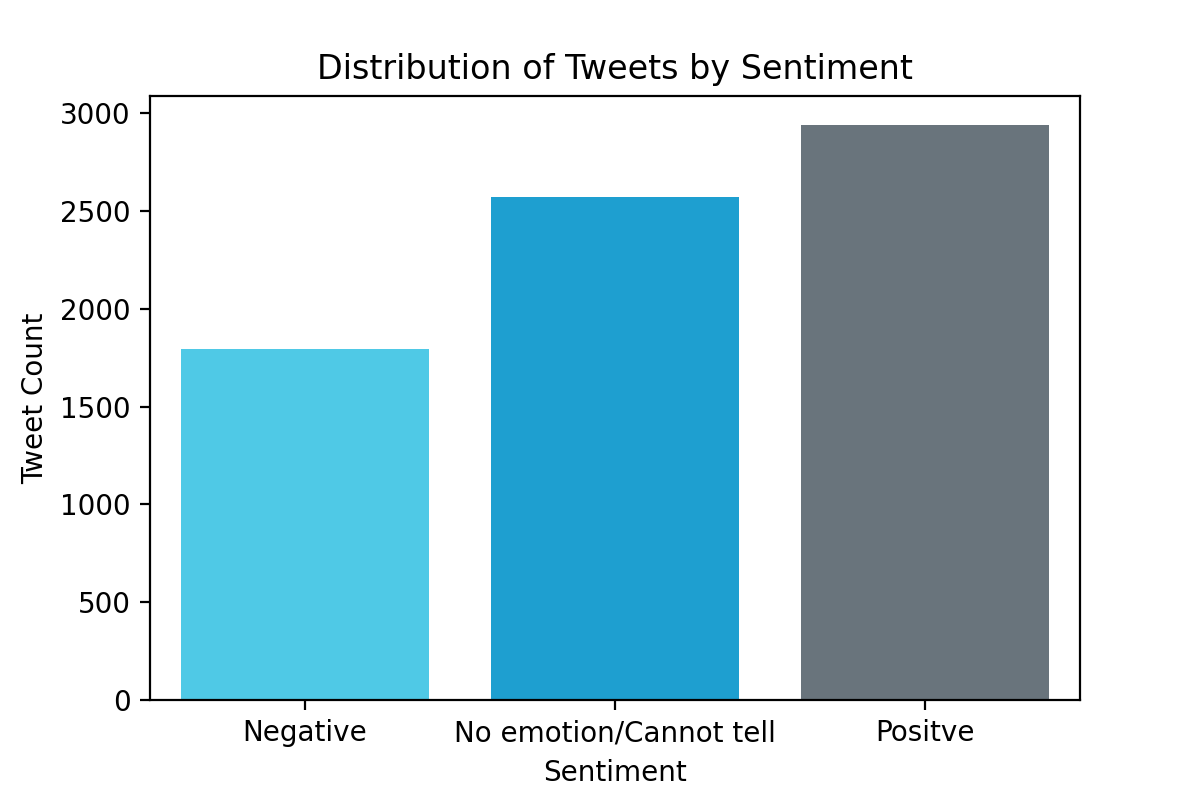 Distribution of Tweets by Sentiment
3000
2500
2000
1500
1000
500
0
Tweet Count
Negative
No emotion/Cannot tell
Positve
Sentiment